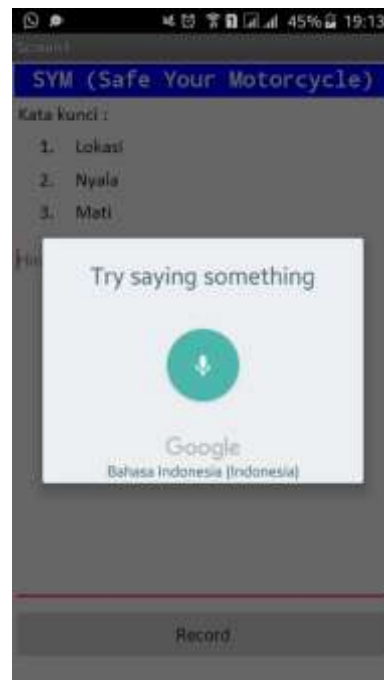 45% 19:13
Screen1
SYM (Safe Your Motorcycle)
Kata kunci :
1. Lokasi
2. Nyala
3. Mati
Try saying something
Google
Bahasa Indonesia (Indonesia)
Record